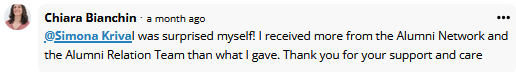 Chiara Bianchin · a month ago •••
@Simona Krival was surprised myself! I received more from the Alumni Network and
the Alumni Relation Team than what I gave. Thank you for your support and care